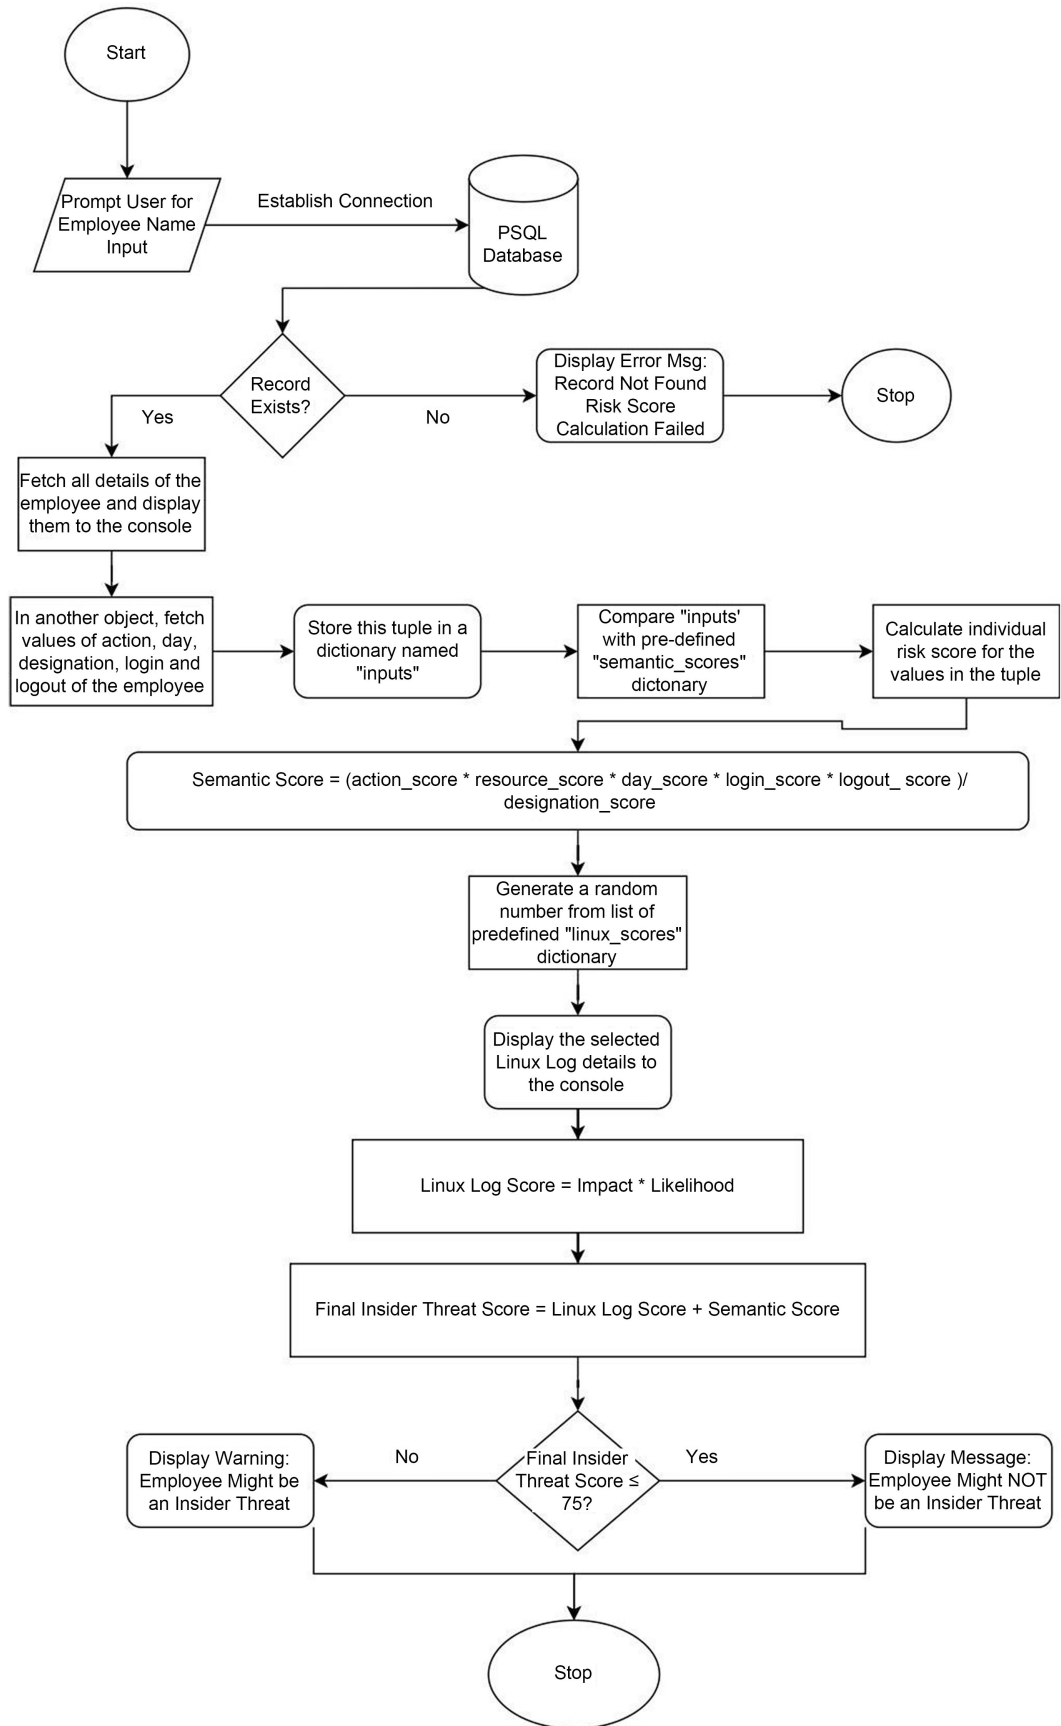 Start
Prompt User for
Employee Name
Input
Establish Connection
PSQL
Database
Record
Exists?
Yes
No
Display Error Msg:
Record Not Found
Risk Score
Calculation Failed
Stop
Fetch all details of the
employee and display
them to the console
In another object, fetch
values of action, day,
designation, login and
logout of the employee
Store this tuple in a
dictionary named
"inputs"
Compare "inputs'
with pre-defined
"semantic_scores"
dictonary
Calculate individual
risk score for the
values in the tuple
Semantic Score = (action_score * resource_score * day_score * login_score * logout_ score )/
designation_score
Generate a random
number from list of
predefined "linux_scores"
dictionary
Display the selected
Linux Log details to
the console
Linux Log Score = Impact * Likelihood
Final Insider Threat Score = Linux Log Score + Semantic Score
Final Insider
Threat Score ≤
75?
No
Yes
Display Warning:
Employee Might be
an Insider Threat
Display Message:
Employee Might NOT
be an Insider Threat
Stop